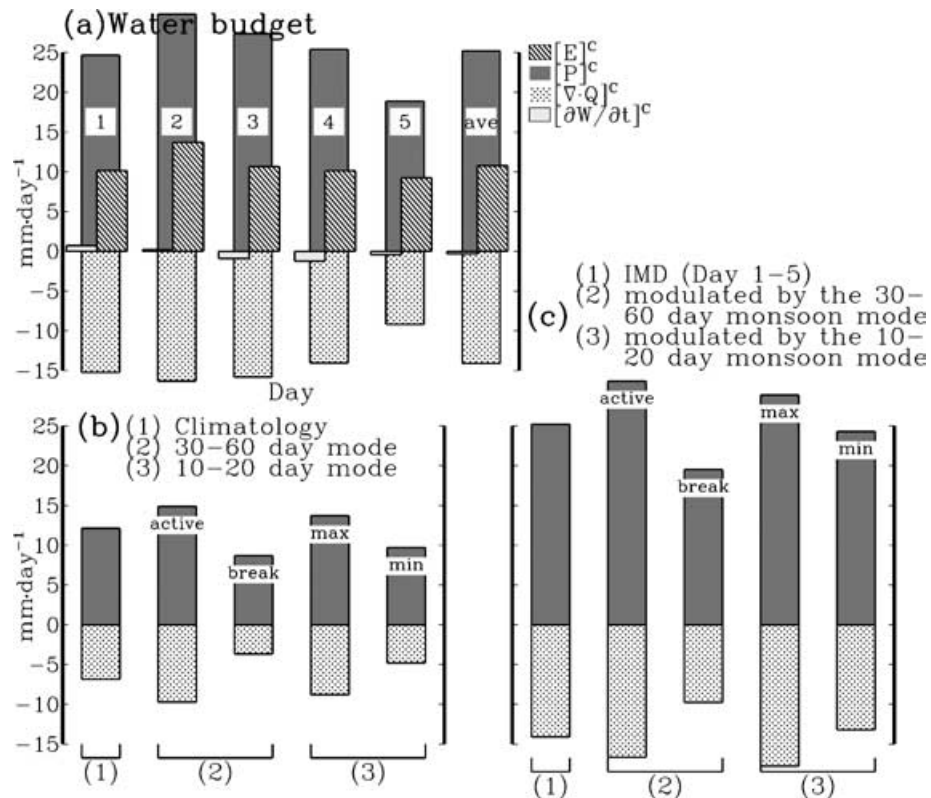 (a)Water budget
25
20
15
10
5
0
−5
−10
−15
mm·day⁻¹
1
2
3
4
5
ave
Day
[E]ᶜ
[P]ᶜ
[∇·Q]ᶜ
[∂W/∂t]ᶜ
(b) (1) Climatology
(2) 30−60 day mode
(3) 10−20 day mode
25
20
15
10
5
0
−5
−10
−15
mm·day⁻¹
active
break
max
min
(1)
(2)
(3)
(c) (1) IMD (Day 1−5)
(2) modulated by the 30−
60 day monsoon mode
(3) modulated by the 10−
20 day monsoon mode
active
break
max
min
(1)
(2)
(3)